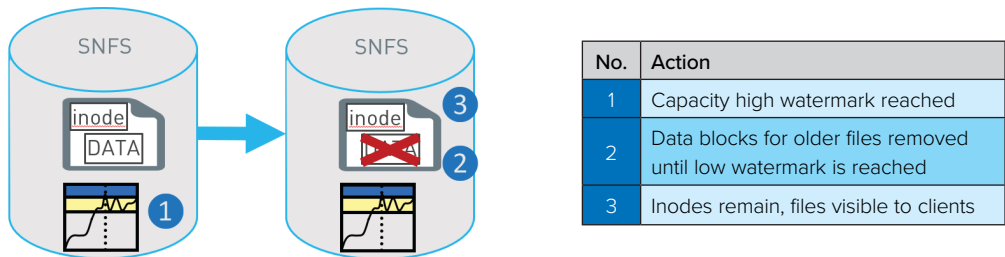 SNFS
inode
DATA
1
SNFS
inode
3
DATA
2
No. Action
1 Capacity high watermark reached
2 Data blocks for older files removed
until low watermark is reached
3 Inodes remain, files visible to clients